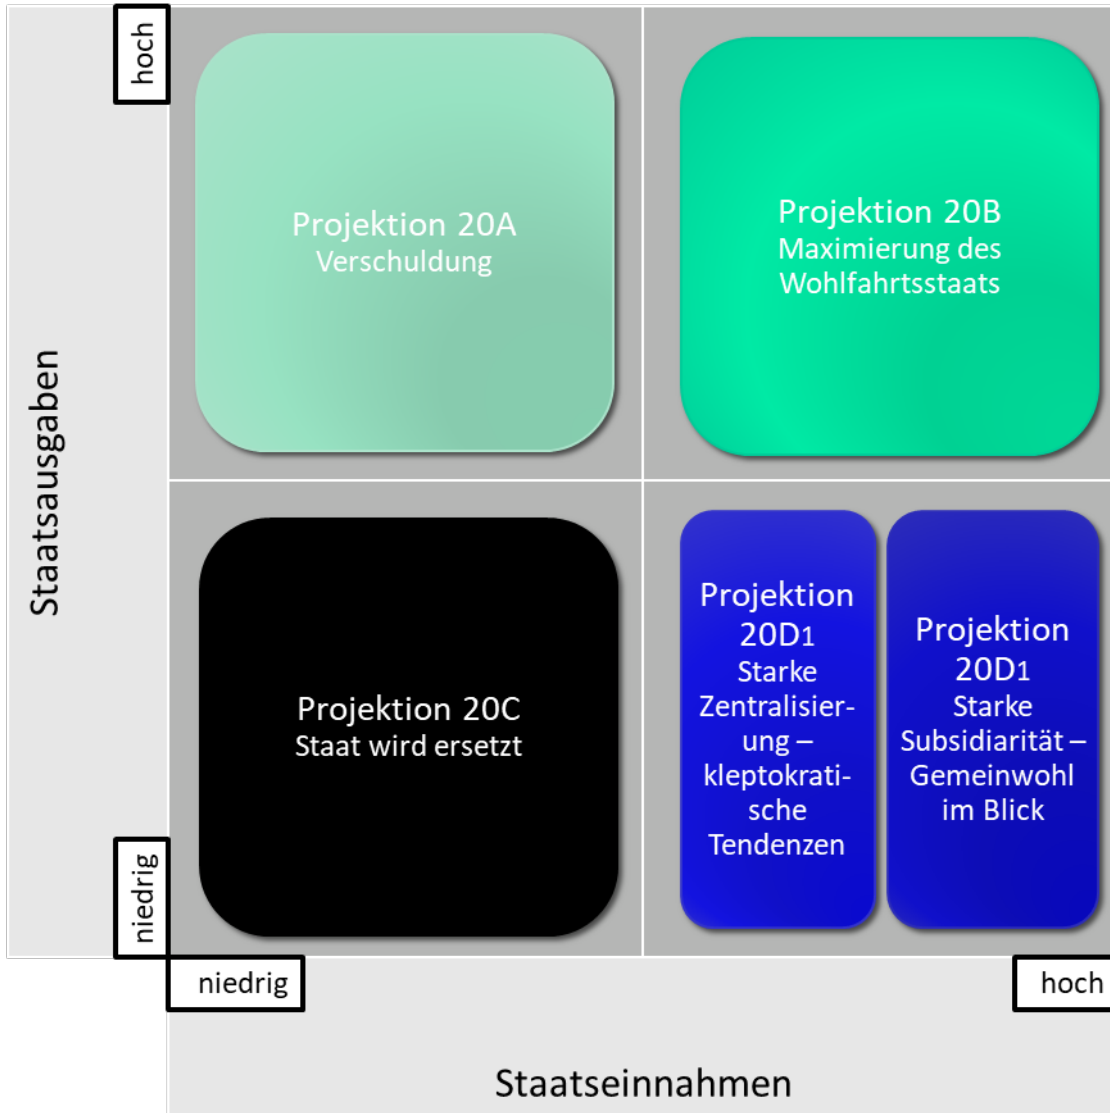 hoch
Projektion 20A
Verschuldung
Projektion 20B
Maximierung des
Wohlfahrtsstaats
Staatsausgaben
Projektion 20C
Staat wird ersetzt
Projektion
20D1
Starke
Zentralisier-
ung –
kleptokrati-
sche
Tendenzen
Projektion
20D1
Starke
Subsidiarität –
Gemeinwohl
im Blick
niedrig
niedrig
hoch
Staatseinnahmen